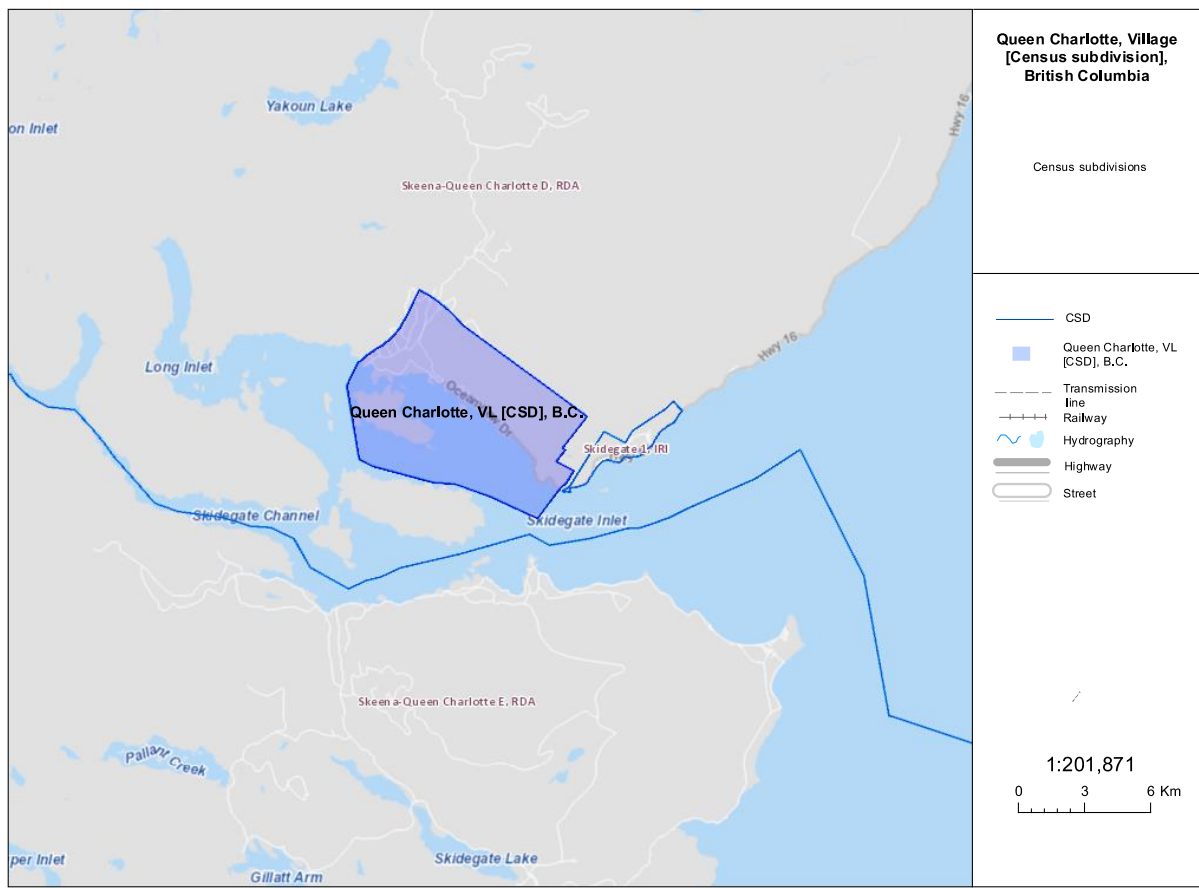 Yakoun Lake
on Inlet
Hwy 16
Skeena-Queen Charlotte D, RDA
Hwy 16
Long Inlet
Oceanview Dr
Queen Charlotte, VL [CSD], B.C.
Skidegate 1, IRI
Skidegate Channel
Skidegate Inlet
Skeena-Queen Charlotte E, RDA
Pallant Creek
per Inlet
Skidegate Lake
Gillatt Arm
Queen Charlotte, Village
[Census subdivision],
British Columbia
Census subdivisions
CSD
Queen Charlotte, VL
[CSD], B.C.
Transmission
line
Railway
Hydrography
Highway
Street
1:201,871
0 3 6 Km